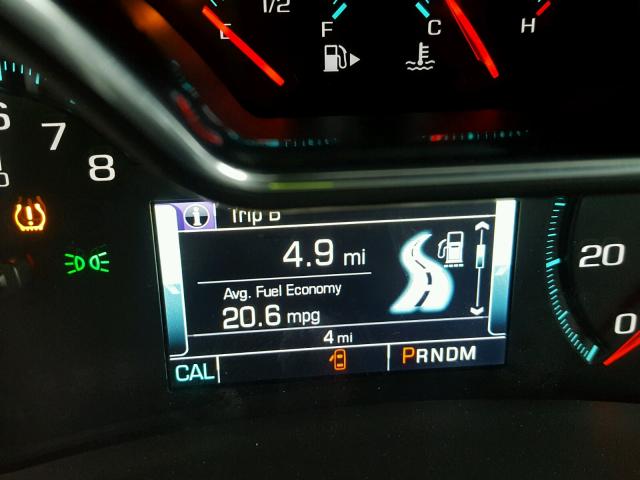 1/2
E F C H
6 7 8
Trip B
4.9 mi
Avg. Fuel Economy
20.6 mpg
4 mi
CAL PRNDM
20
0